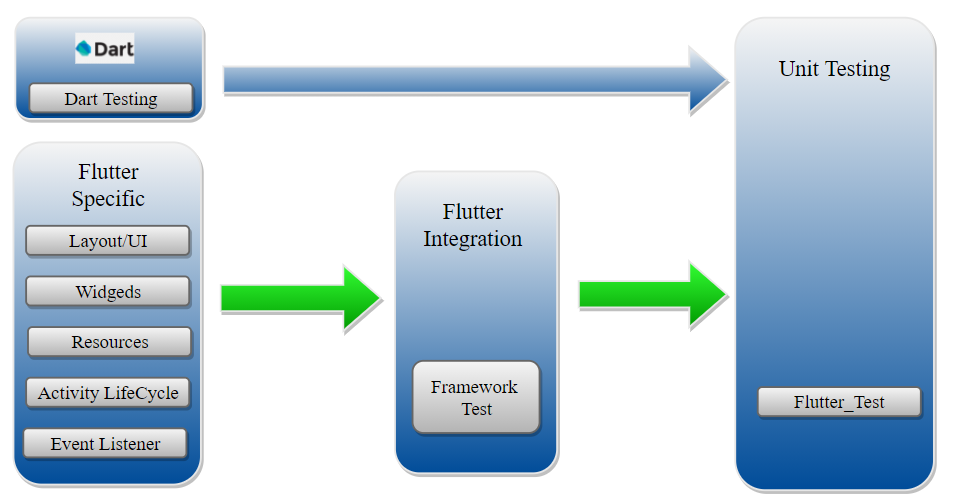 Dart
Dart Testing
Flutter
Specific
Layout/UI
Widgeds
Resources
Activity LifeCycle
Event Listener
Flutter
Integration
Framework
Test
Unit Testing
Flutter_Test